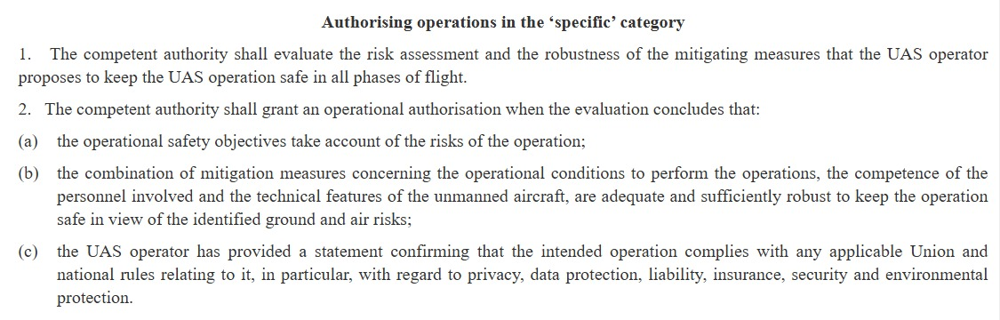 Authorising operations in the ‘specific’ category
1. The competent authority shall evaluate the risk assessment and the robustness of the mitigating measures that the UAS operator
proposes to keep the UAS operation safe in all phases of flight.
2. The competent authority shall grant an operational authorisation when the evaluation concludes that:
(a) the operational safety objectives take account of the risks of the operation;
(b) the combination of mitigation measures concerning the operational conditions to perform the operations, the competence of the
personnel involved and the technical features of the unmanned aircraft, are adequate and sufficiently robust to keep the operation
safe in view of the identified ground and air risks;
(c) the UAS operator has provided a statement confirming that the intended operation complies with any applicable Union and
national rules relating to it, in particular, with regard to privacy, data protection, liability, insurance, security and environmental
protection.